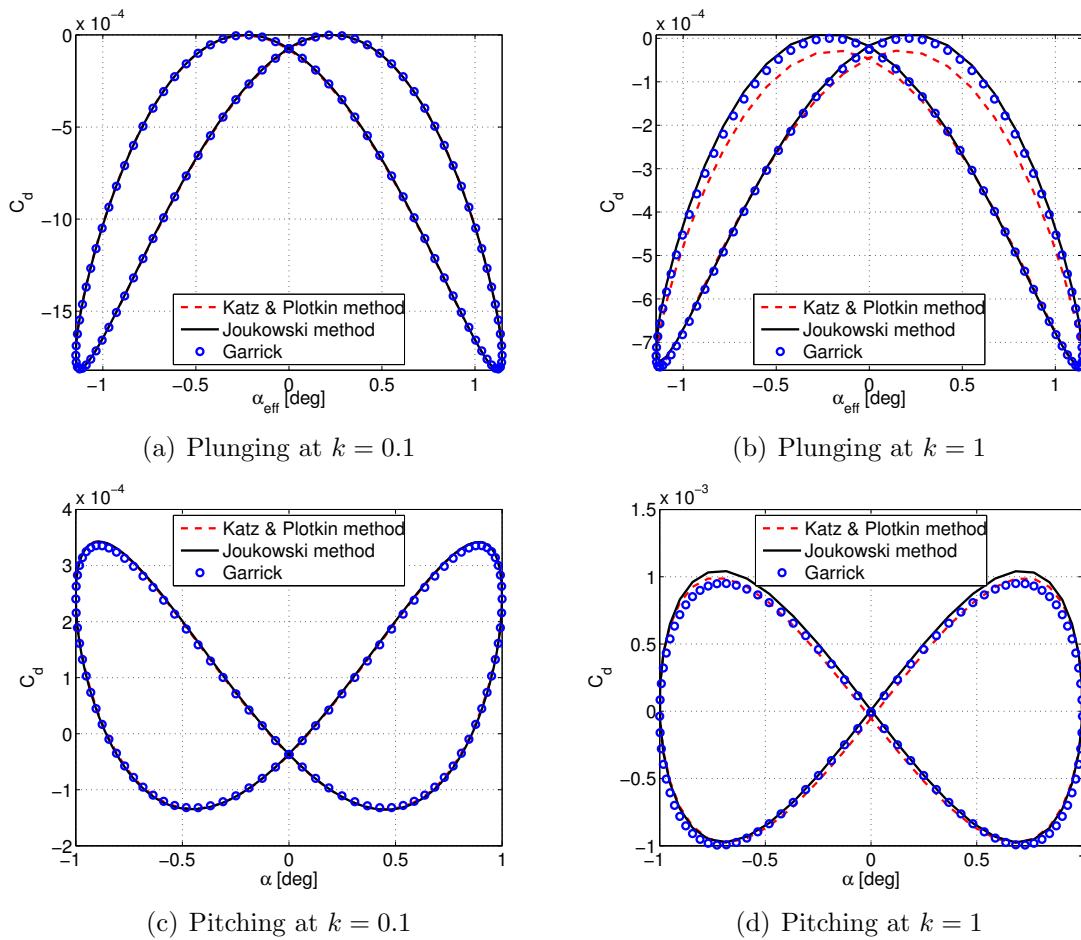 x 10⁻⁴
0
−5
−10
−15
C_d
Katz & Plotkin method
Joukowski method
Garrick
−1
−0.5
0
0.5
1
α_eff [deg]
(a) Plunging at k = 0.1
x 10⁻⁴
0
−1
−2
−3
−4
−5
−6
−7
C_d
Katz & Plotkin method
Joukowski method
Garrick
−1
−0.5
0
0.5
1
α_eff [deg]
(b) Plunging at k = 1
x 10⁻⁴
4
3
2
1
0
−1
−2
C_d
Katz & Plotkin method
Joukowski method
Garrick
−1
−0.5
0
0.5
1
α [deg]
(c) Pitching at k = 0.1
x 10⁻³
1.5
1
0.5
0
−0.5
−1
C_d
Katz & Plotkin method
Joukowski method
Garrick
−1
−0.5
0
0.5
1
α [deg]
(d) Pitching at k = 1